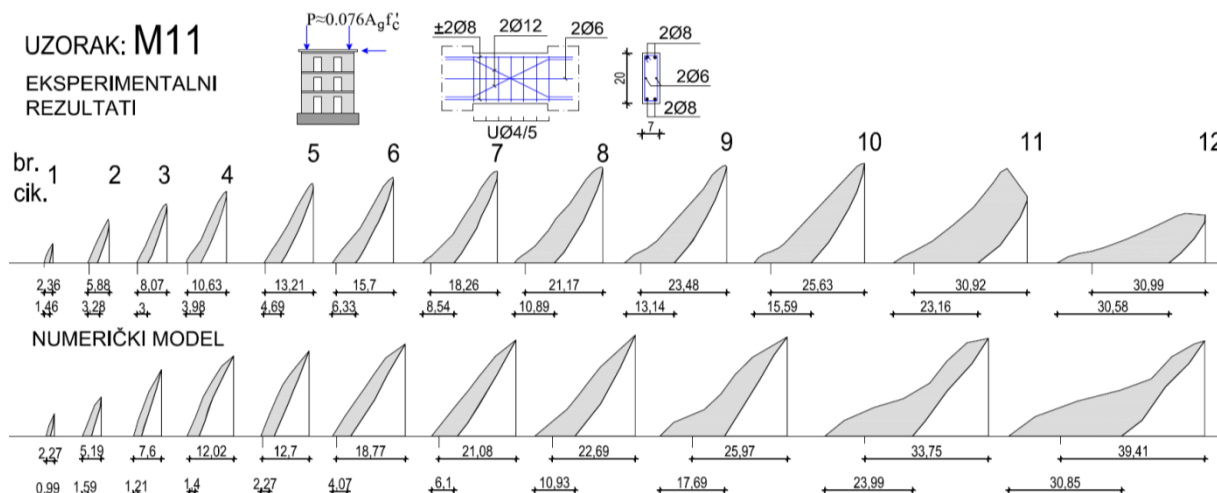 P≈0.076Agf'c
±2Ø8 2Ø12 2Ø6
2Ø8
UZORAK: M11
EKSPERIMENTALNI
REZULTATI
20
2Ø6
2Ø8
UØ4/5
7
br.
cik.
1 2 3 4 5 6 7 8 9 10 11 12
2,36 5,88 8,07 10,63 13,21 15,7 18,26 21,17 23,48 25,63 30,92 30,99
1,46 3,28 3 3,98 4,69 6,33 8,54 10,89 13,14 15,59 23,16 30,58
NUMERIČKI MODEL
2,27 5,19 7,6 12,02 12,7 18,77 21,08 22,69 25,97 33,75 39,41
0,99 1,59 1,21 1,4 2,27 4,07 6,1 10,93 17,69 23,99 30,85